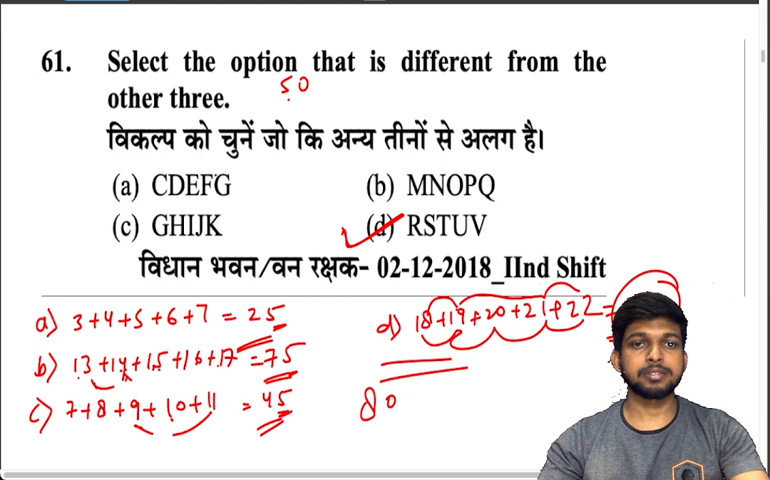 61. Select the option that is different from the
other three.
50
विकल्प को चुनें जो कि अन्य तीनों से अलग है।
(a) CDEFG (b) MNOPQ
(c) GHIJK (d) RSTUV
विधान भवन/वन रक्षक- 02-12-2018_IInd Shift
a) 3+4+5+6+7 = 25
b) 13+14+15+16+17 = 75
c) 7+8+9+10+11 = 45
d) 18+19+20+21+22 =
80